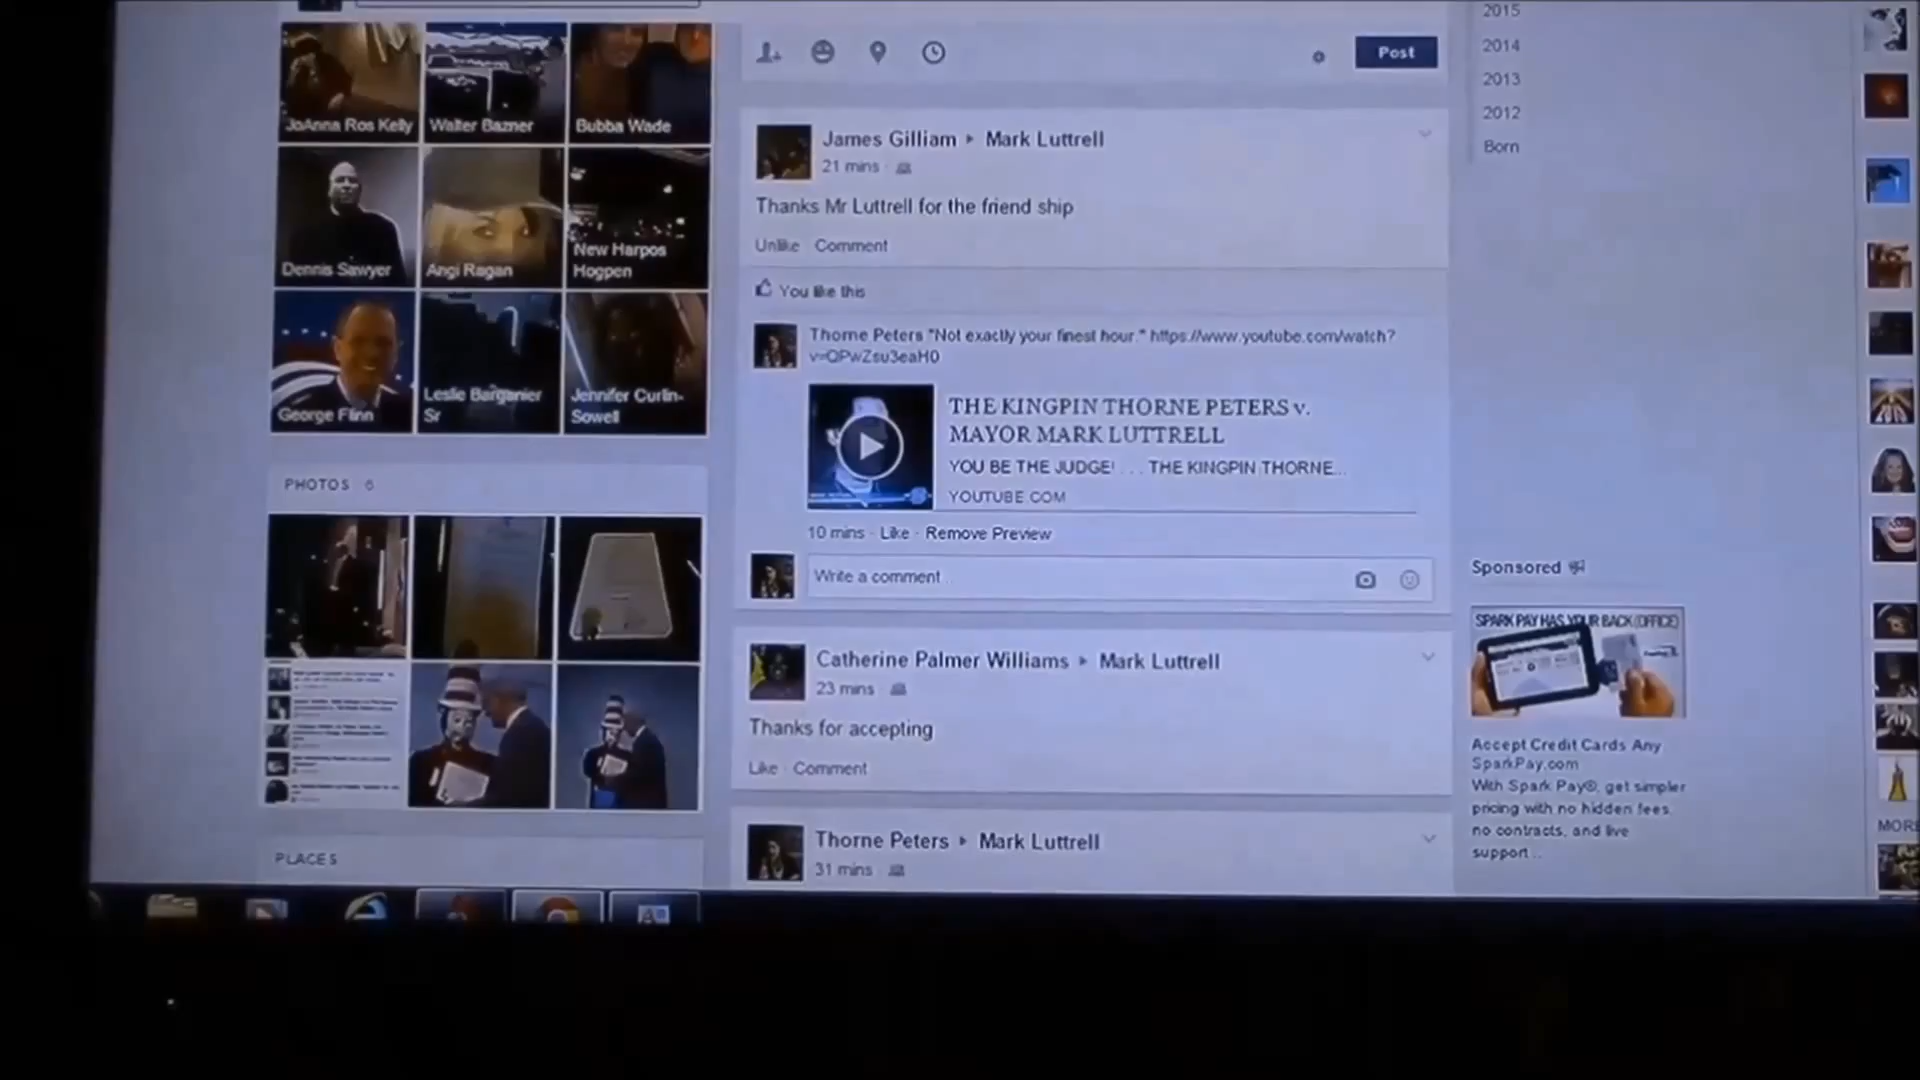 JoAnna Ros Kelly
Walter Bazner
Bubba Wade
Dennis Sawyer
Angi Ragan
New Harpos
Hogpen
George Flinn
Leslie Barganier
Sr
Jennifer Curlin-
Sowell
PHOTOS 6
PLACES
Post
James Gilliam ▸ Mark Luttrell
21 mins
Thanks Mr Luttrell for the friend ship
Unlike Comment
You like this
Thorne Peters "Not exactly your finest hour." https://www.youtube.com/watch?
v=QPwZsu3eaH0
THE KINGPIN THORNE PETERS v.
MAYOR MARK LUTTRELL
YOU BE THE JUDGE! . . . THE KINGPIN THORNE...
YOUTUBE.COM
10 mins · Like · Remove Preview
Write a comment...
Catherine Palmer Williams ▸ Mark Luttrell
23 mins
Thanks for accepting
Like · Comment
Thorne Peters ▸ Mark Luttrell
31 mins
2015
2014
2013
2012
Born
Sponsored
SPARK PAY HAS YOUR BACK (OFFICE)
Accept Credit Cards Any
SparkPay.com
With Spark Pay®, get simpler
pricing with no hidden fees,
no contracts, and live
support...
2015
MORE